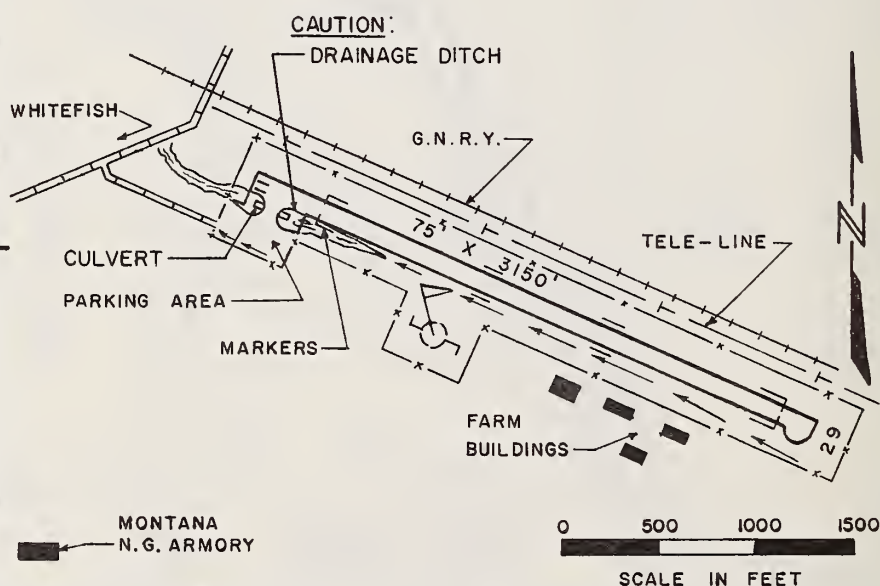 CAUTION:
DRAINAGE DITCH
WHITEFISH
G.N.R.Y.
75' X 3150'
TELE-LINE
N
CULVERT
PARKING AREA
MARKERS
FARM
BUILDINGS
29
MONTANA
N.G. ARMORY
0 500 1000 1500
SCALE IN FEET